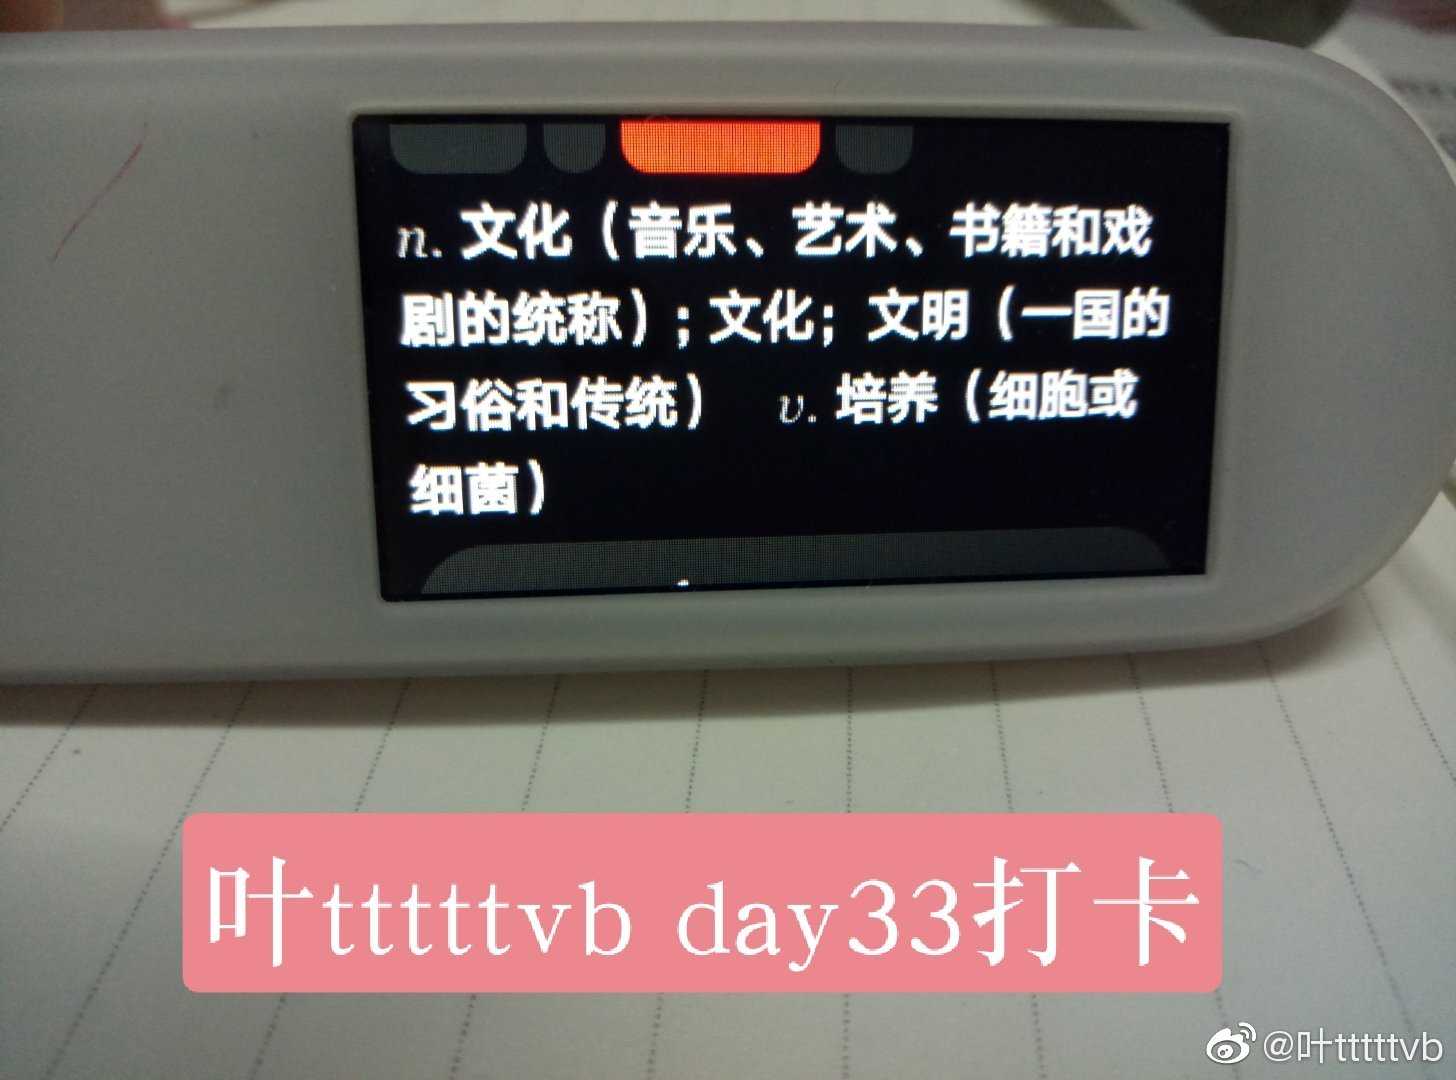 n. 文化（音乐、艺术、书籍和戏
剧的统称）；文化；文明（一国的
习俗和传统） v. 培养（细胞或
细菌）
叶tttttvb day33打卡
@叶tttttvb